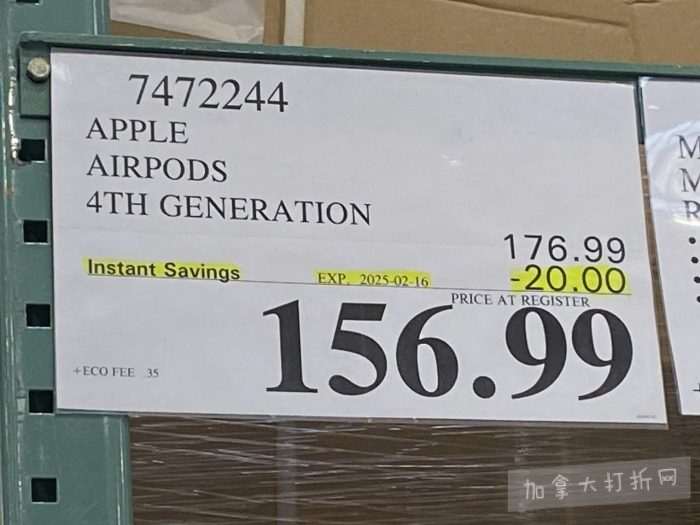 7472244
APPLE
AIRPODS
4TH GENERATION
176.99
Instant Savings EXP. 2025-02-16 -20.00
PRICE AT REGISTER
156.99
+ECO FEE 35
M
M
加拿大打折网